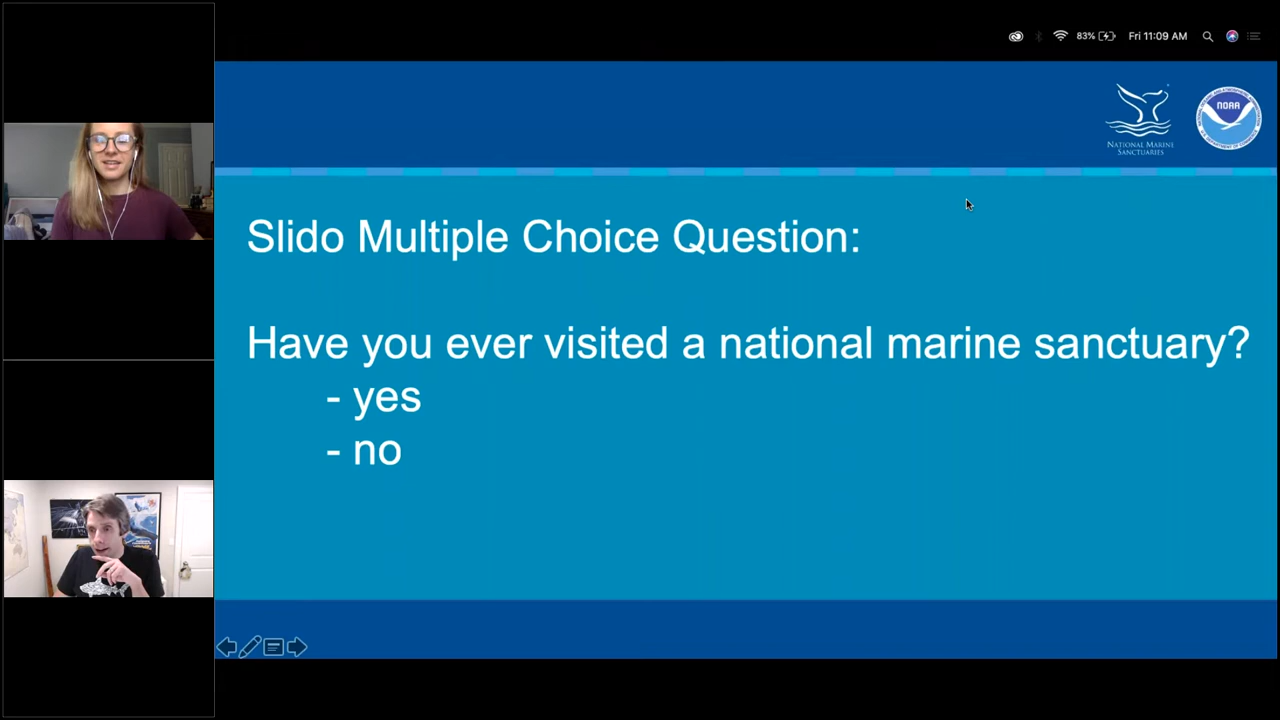 83%
Fri 11:09 AM
NATIONAL MARINE
SANCTUARIES
NOAA
Slido Multiple Choice Question:
Have you ever visited a national marine sanctuary?
- yes
- no